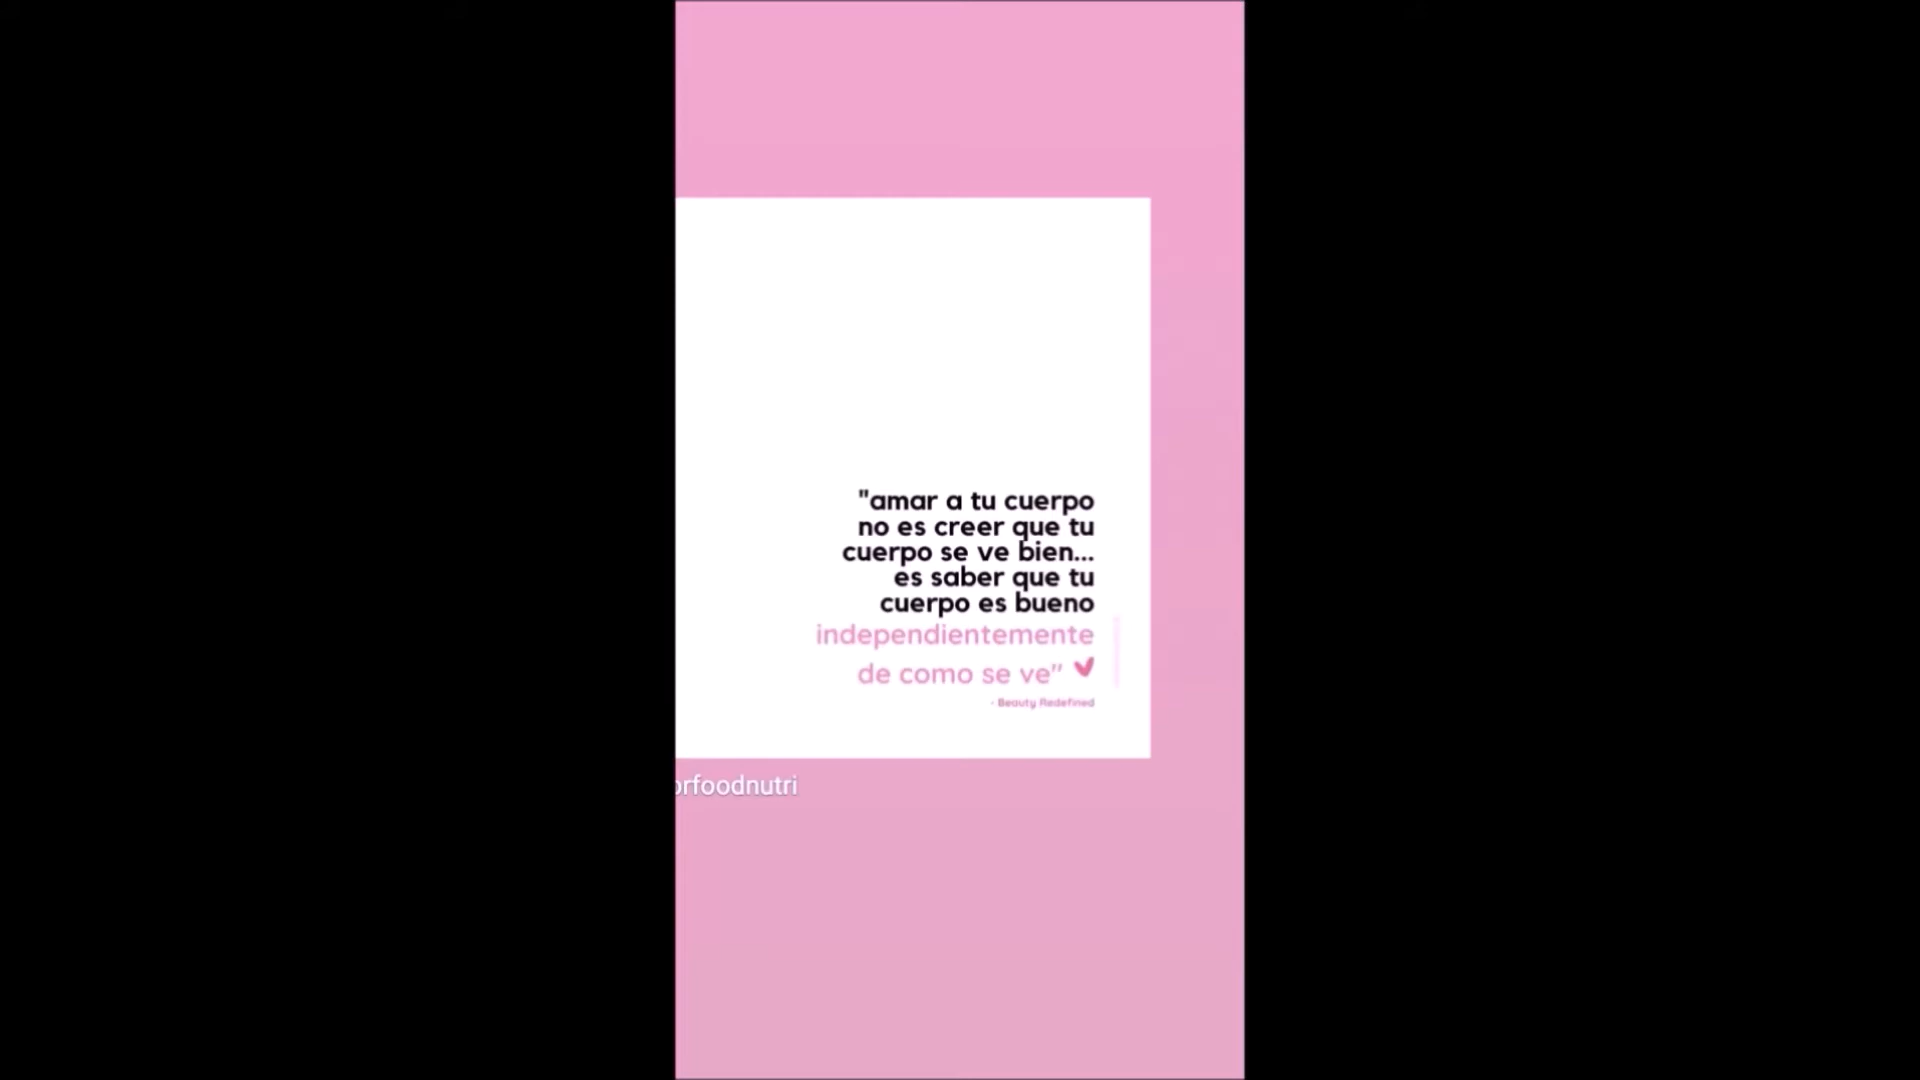 "amar a tu cuerpo
no es creer que tu
cuerpo se ve bien...
es saber que tu
cuerpo es bueno
independientemente
de como se ve"
- Beauty Redefined
orfoodnutri